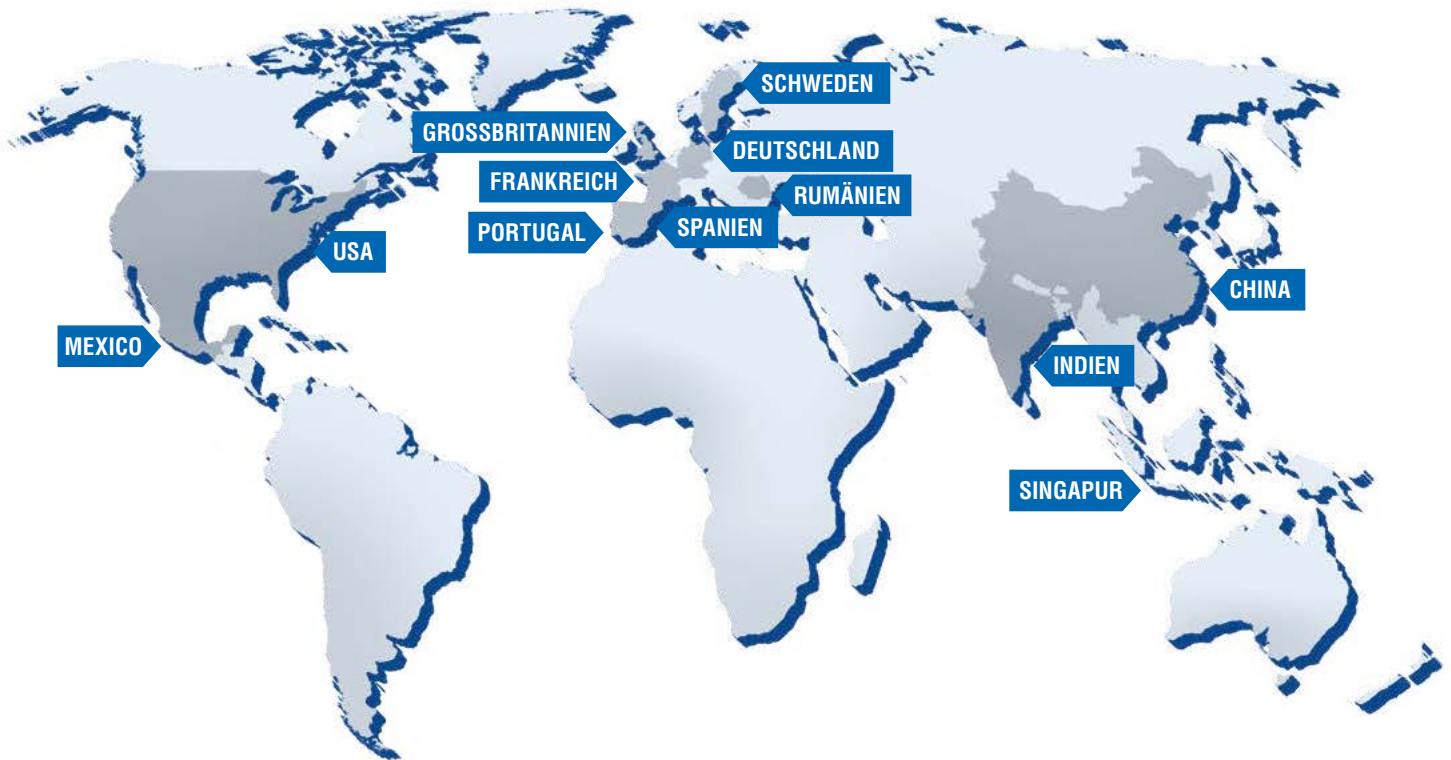 SCHWEDEN
GROSSBRITANNIEN
DEUTSCHLAND
FRANKREICH
RUMÄNIEN
PORTUGAL
SPANIEN
USA
CHINA
MEXICO
INDIEN
SINGAPUR